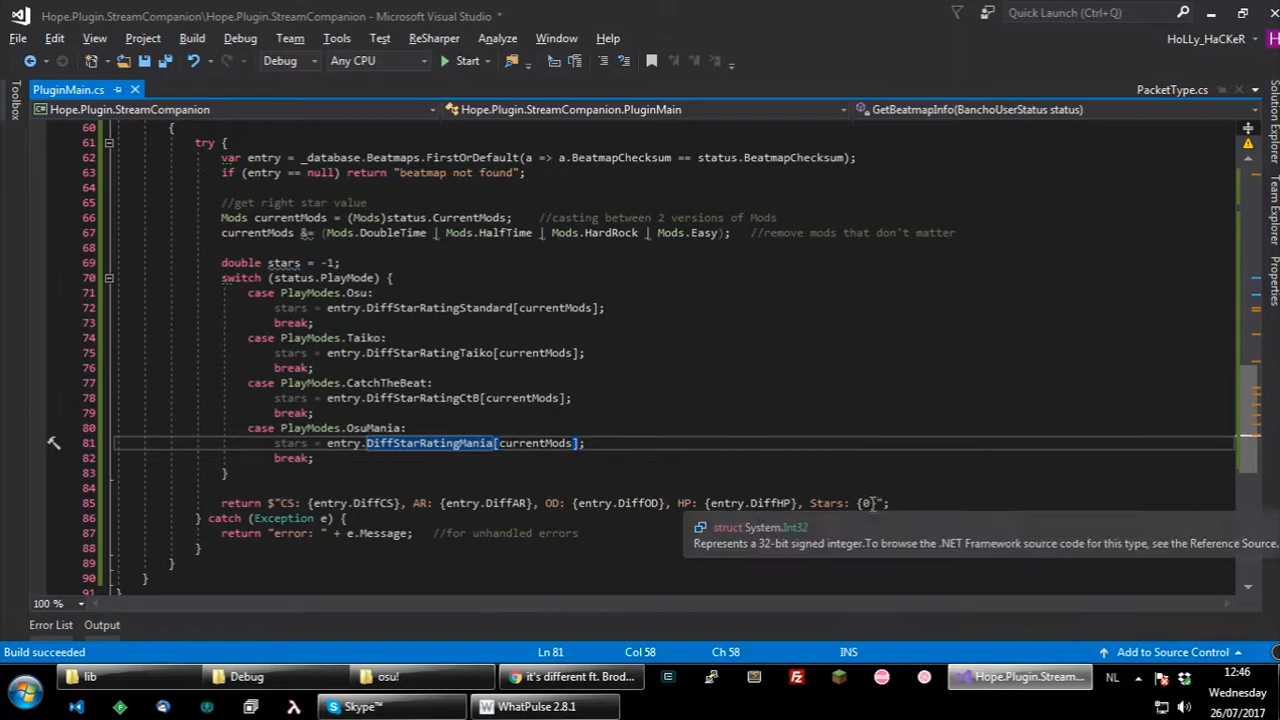 Hope.Plugin.StreamCompanion\Hope.Plugin.StreamCompanion - Microsoft Visual Studio *
Quick Launch (Ctrl+Q)
File Edit View Project Build Debug Team Tools Test ReSharper Analyze Window Help
HoLLy_HaCKeR
Debug Any CPU Start
PluginMain.cs
PacketType.cs
Hope.Plugin.StreamCompanion Hope.Plugin.StreamCompanion.PluginMain GetBeatmapInfo(BanchoUserStatus status)
Toolbox
Solution Explorer
Team Explorer
Properties
60 {
61 try {
62 var entry = _database.Beatmaps.FirstOrDefault(a => a.BeatmapChecksum == status.BeatmapChecksum);
63 if (entry == null) return "beatmap not found";
64
65 //get right star value
66 Mods currentMods = (Mods)status.CurrentMods; //casting between 2 versions of Mods
67 currentMods &= (Mods.DoubleTime | Mods.HalfTime | Mods.HardRock | Mods.Easy); //remove mods that don't matter
68
69 double stars = -1;
70 switch (status.PlayMode) {
71 case PlayModes.Osu:
72 stars = entry.DiffStarRatingStandard[currentMods];
73 break;
74 case PlayModes.Taiko:
75 stars = entry.DiffStarRatingTaiko[currentMods];
76 break;
77 case PlayModes.CatchTheBeat:
78 stars = entry.DiffStarRatingCtB[currentMods];
79 break;
80 case PlayModes.OsuMania:
81 stars = entry.DiffStarRatingMania[currentMods];
82 break;
83 }
84
85 return $"CS: {entry.DiffCS}, AR: {entry.DiffAR}, OD: {entry.DiffOD}, HP: {entry.DiffHP}, Stars: {0}";
86 } catch (Exception e) {
87 return "error: " + e.Message; //for unhandled errors
88 }
89 }
90 }
91 }
struct System.Int32
Represents a 32-bit signed integer.To browse the .NET Framework source code for this type, see the Reference Source.
100 %
Error List Output
Build succeeded Ln 81 Col 58 Ch 58 INS Add to Source Control
lib Debug osu! it's different ft. Brod... Hope.Plugin.Stream... NL 12:46
Wednesday
Skype™ WhatPulse 2.8.1 26/07/2017